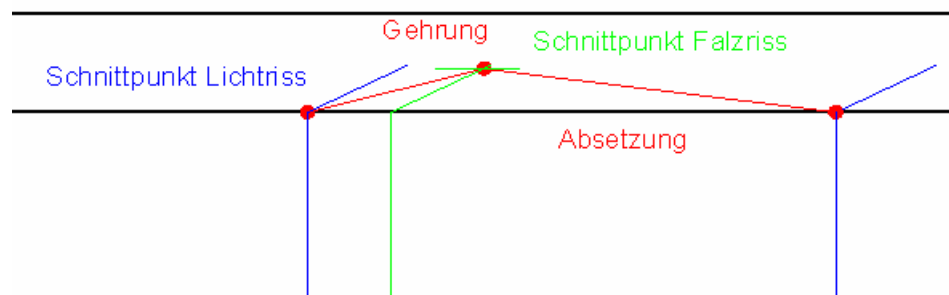 Gehrung
Schnittpunkt Falzriss
Schnittpunkt Lichtriss
Absetzung